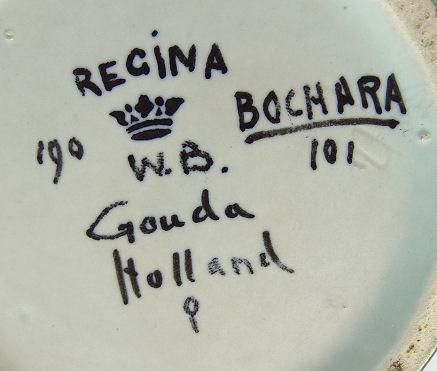 REGINA
BOCHARA
190 W.B. 101
Gouda
Holland